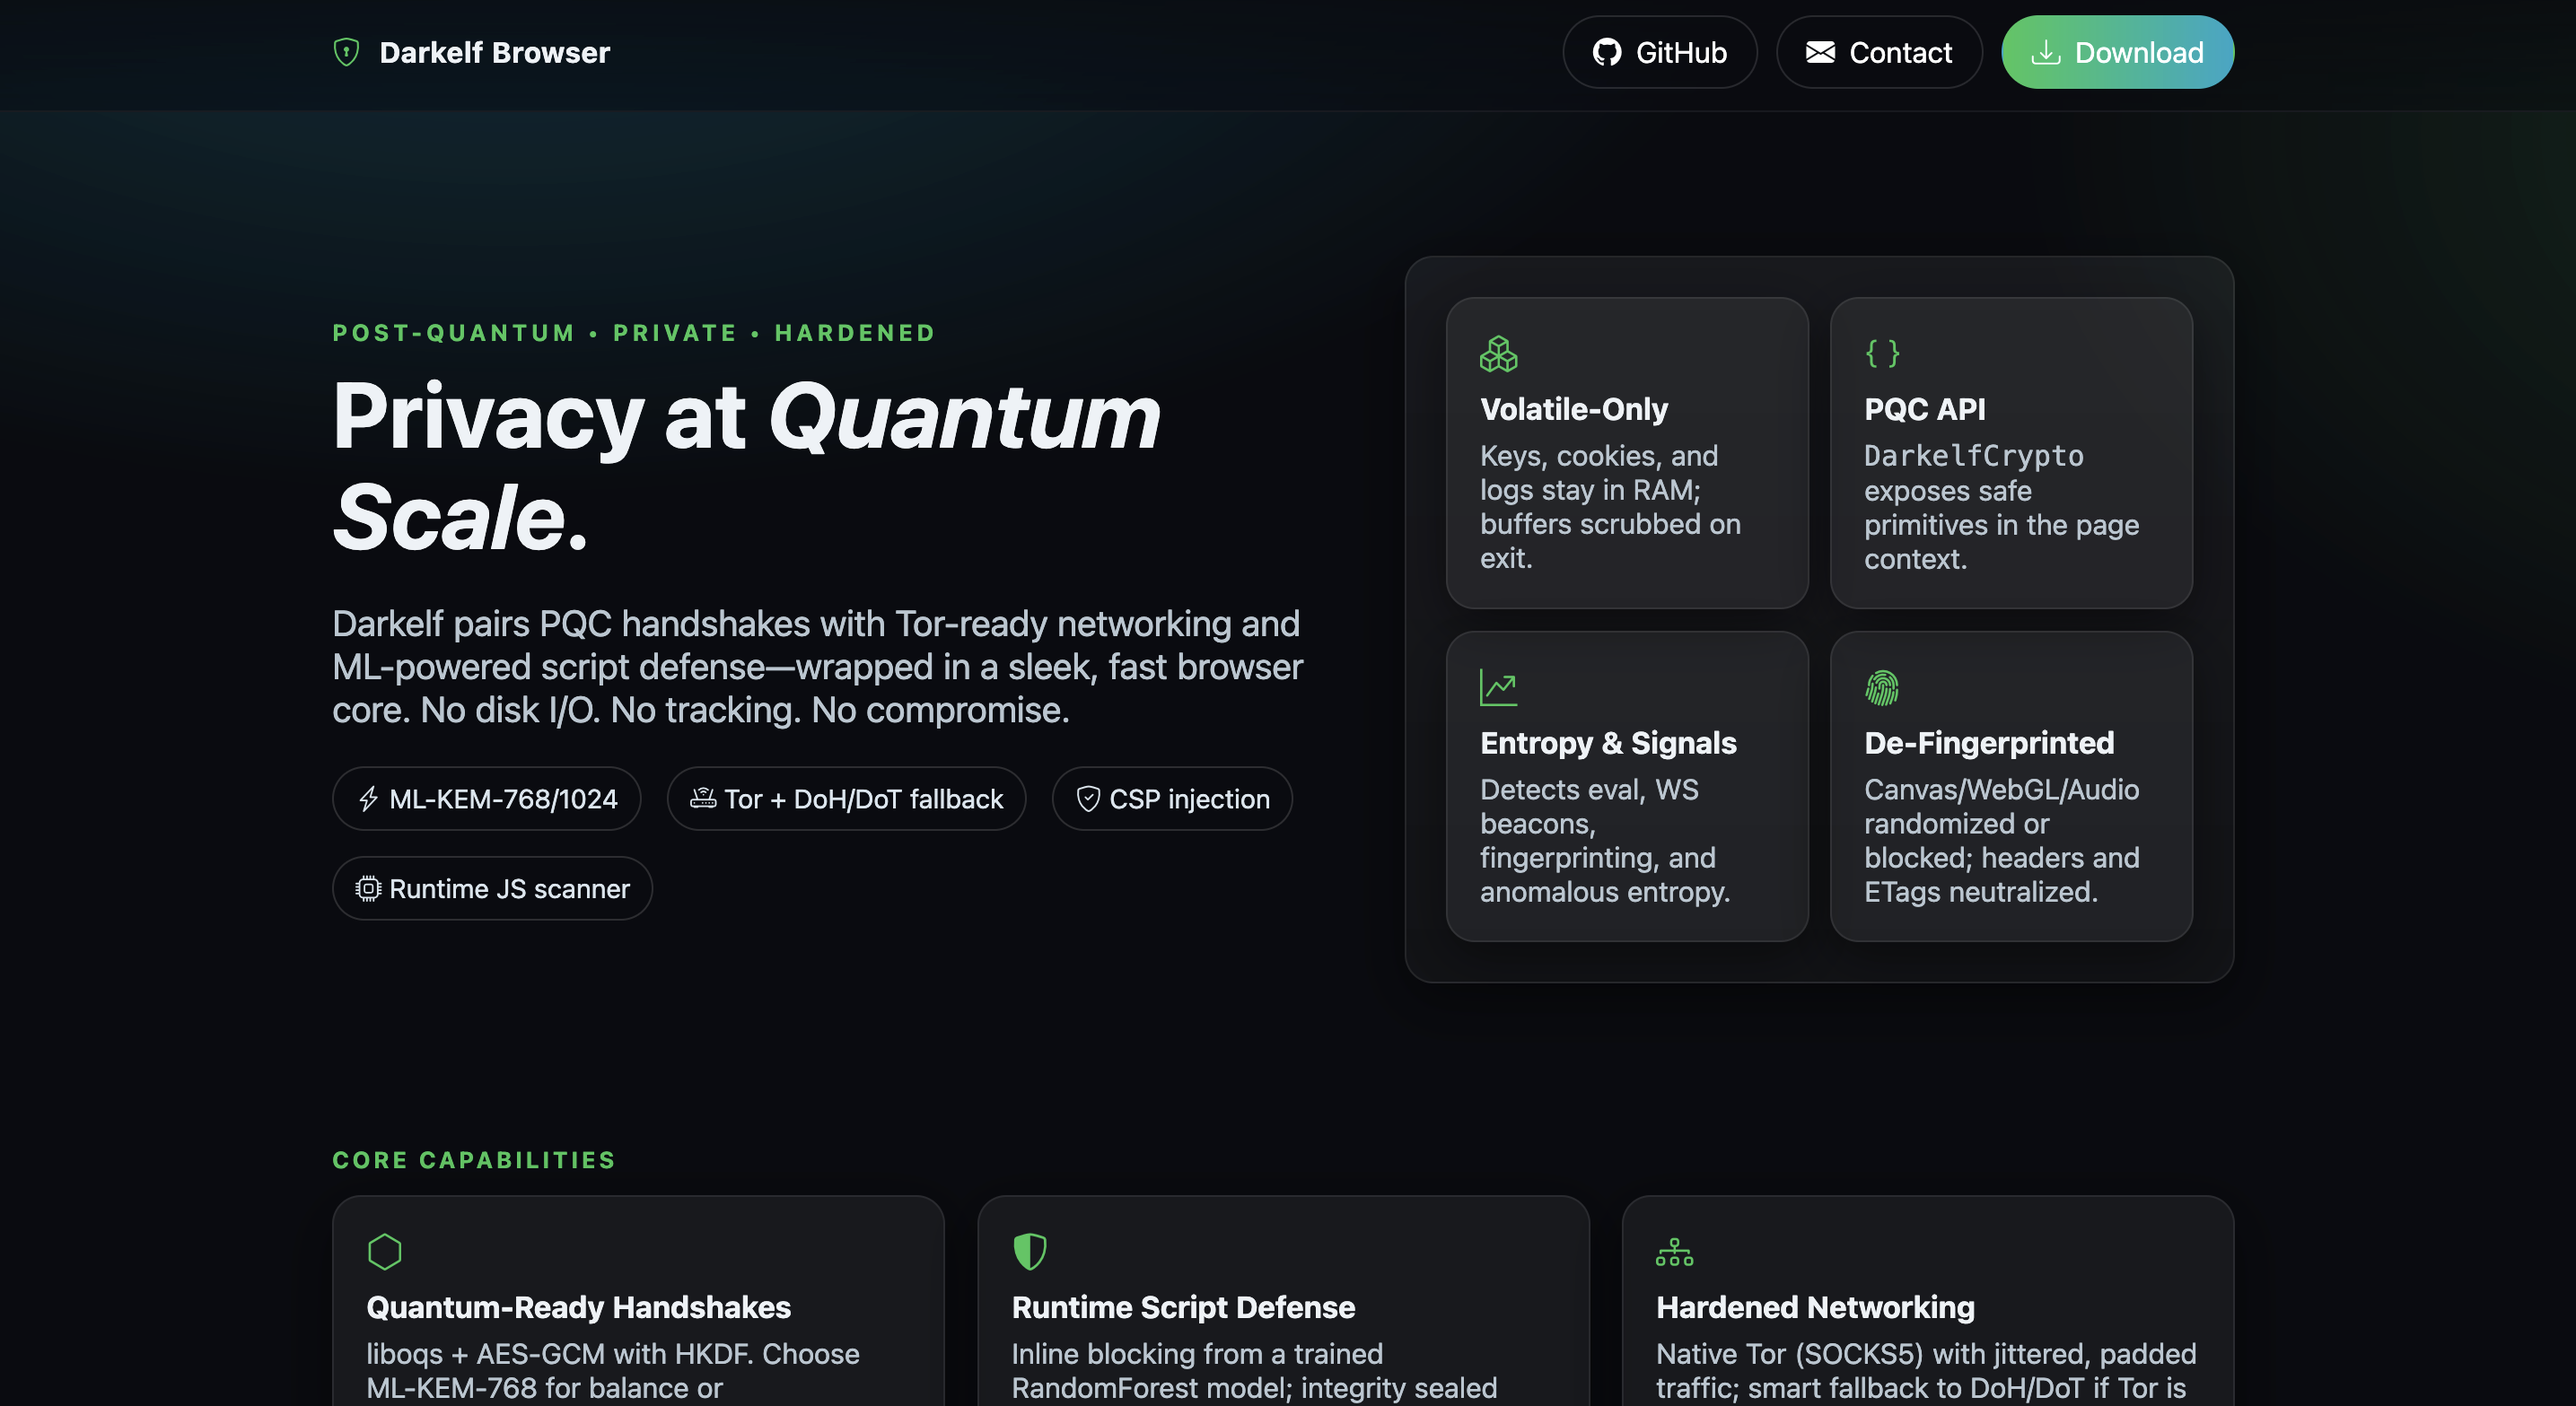 Darkelf Browser
GitHub
Contact
Download
POST-QUANTUM • PRIVATE • HARDENED
Privacy at Quantum
Scale.
Darkelf pairs PQC handshakes with Tor-ready networking and
ML-powered script defense—wrapped in a sleek, fast browser
core. No disk I/O. No tracking. No compromise.
ML-KEM-768/1024
Tor + DoH/DoT fallback
CSP injection
Runtime JS scanner
Volatile-Only
Keys, cookies, and
logs stay in RAM;
buffers scrubbed on
exit.
PQC API
DarkelfCrypto
exposes safe
primitives in the page
context.
Entropy & Signals
Detects eval, WS
beacons,
fingerprinting, and
anomalous entropy.
De-Fingerprinted
Canvas/WebGL/Audio
randomized or
blocked; headers and
ETags neutralized.
CORE CAPABILITIES
Quantum-Ready Handshakes
liboqs + AES-GCM with HKDF. Choose
ML-KEM-768 for balance or
Runtime Script Defense
Inline blocking from a trained
RandomForest model; integrity sealed
Hardened Networking
Native Tor (SOCKS5) with jittered, padded
traffic; smart fallback to DoH/DoT if Tor is